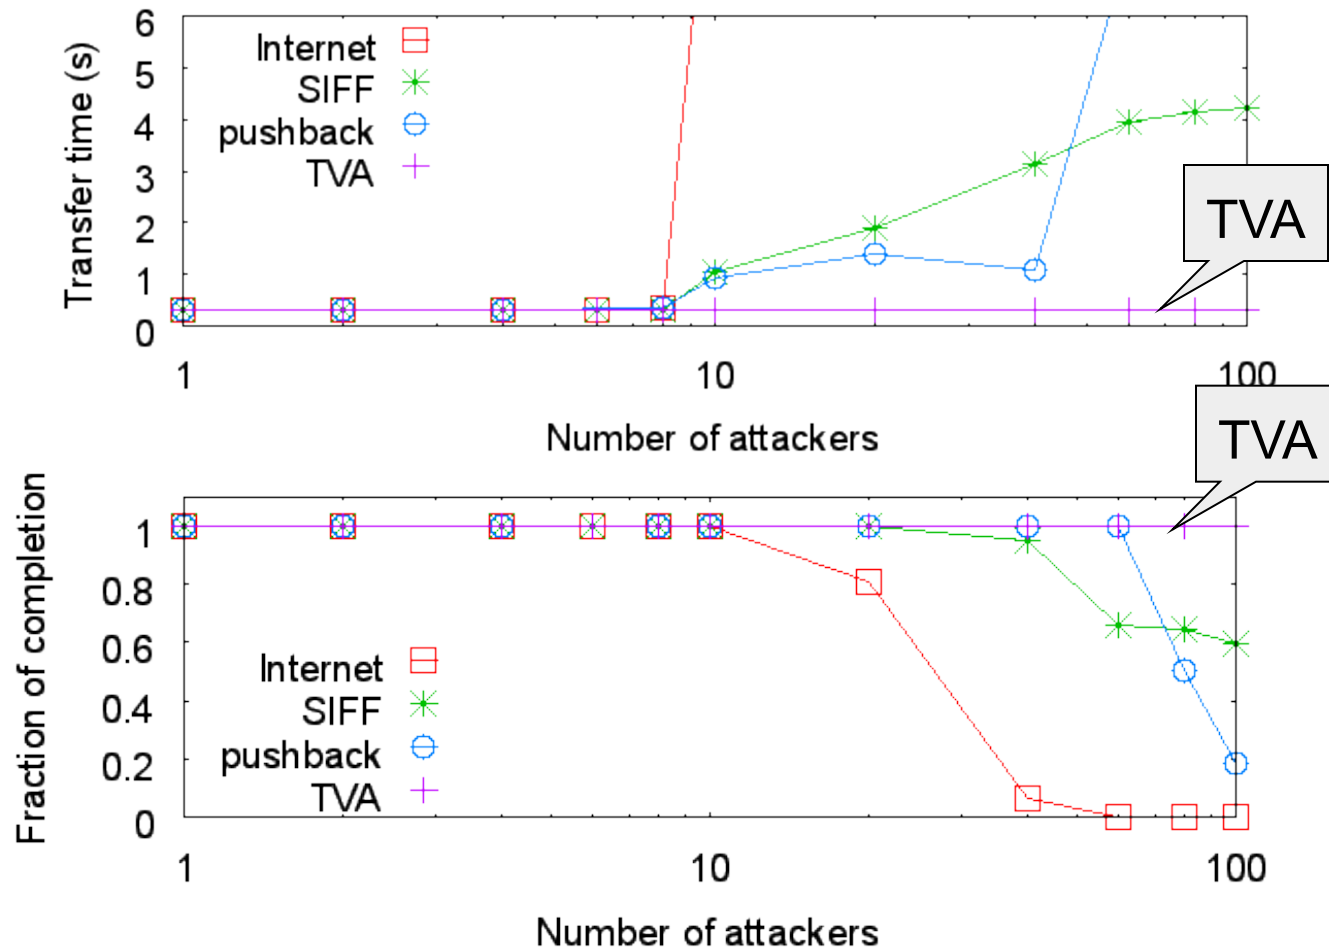 6
5
4
3
2
1
0
Transfer time (s)
Internet
SIFF
pushback
TVA
TVA
1 10 100
Number of attackers
TVA
1
0.8
0.6
0.4
0.2
0
Fraction of completion
Internet
SIFF
pushback
TVA
1 10 100
Number of attackers